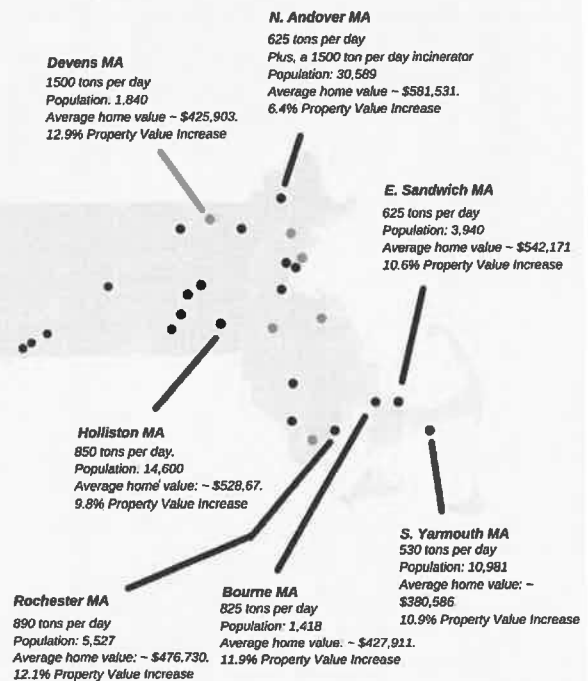 N. Andover MA
625 tons per day
Plus, a 1500 ton per day incinerator
Population: 30,589
Average home value ~ $581,531.
6.4% Property Value Increase
Devens MA
1500 tons per day
Population. 1,840
Average home value ~ $425,903.
12.9% Property Value Increase
E. Sandwich MA
625 tons per day
Population: 3,940
Average home value ~ $542,171
10.6% Property Value Increase
Holliston MA
850 tons per day.
Population. 14,600
Average home value: ~ $528,67.
9.8% Property Value Increase
S. Yarmouth MA
530 tons per day
Population: 10,981
Average home value: ~
$380,586
10.9% Property Value Increase
Rochester MA
890 tons per day
Population: 5,527
Average home value: ~ $476,730.
12.1% Property Value Increase
Bourne MA
825 tons per day
Population: 1,418
Average home value. ~ $427,911.
11.9% Property Value Increase